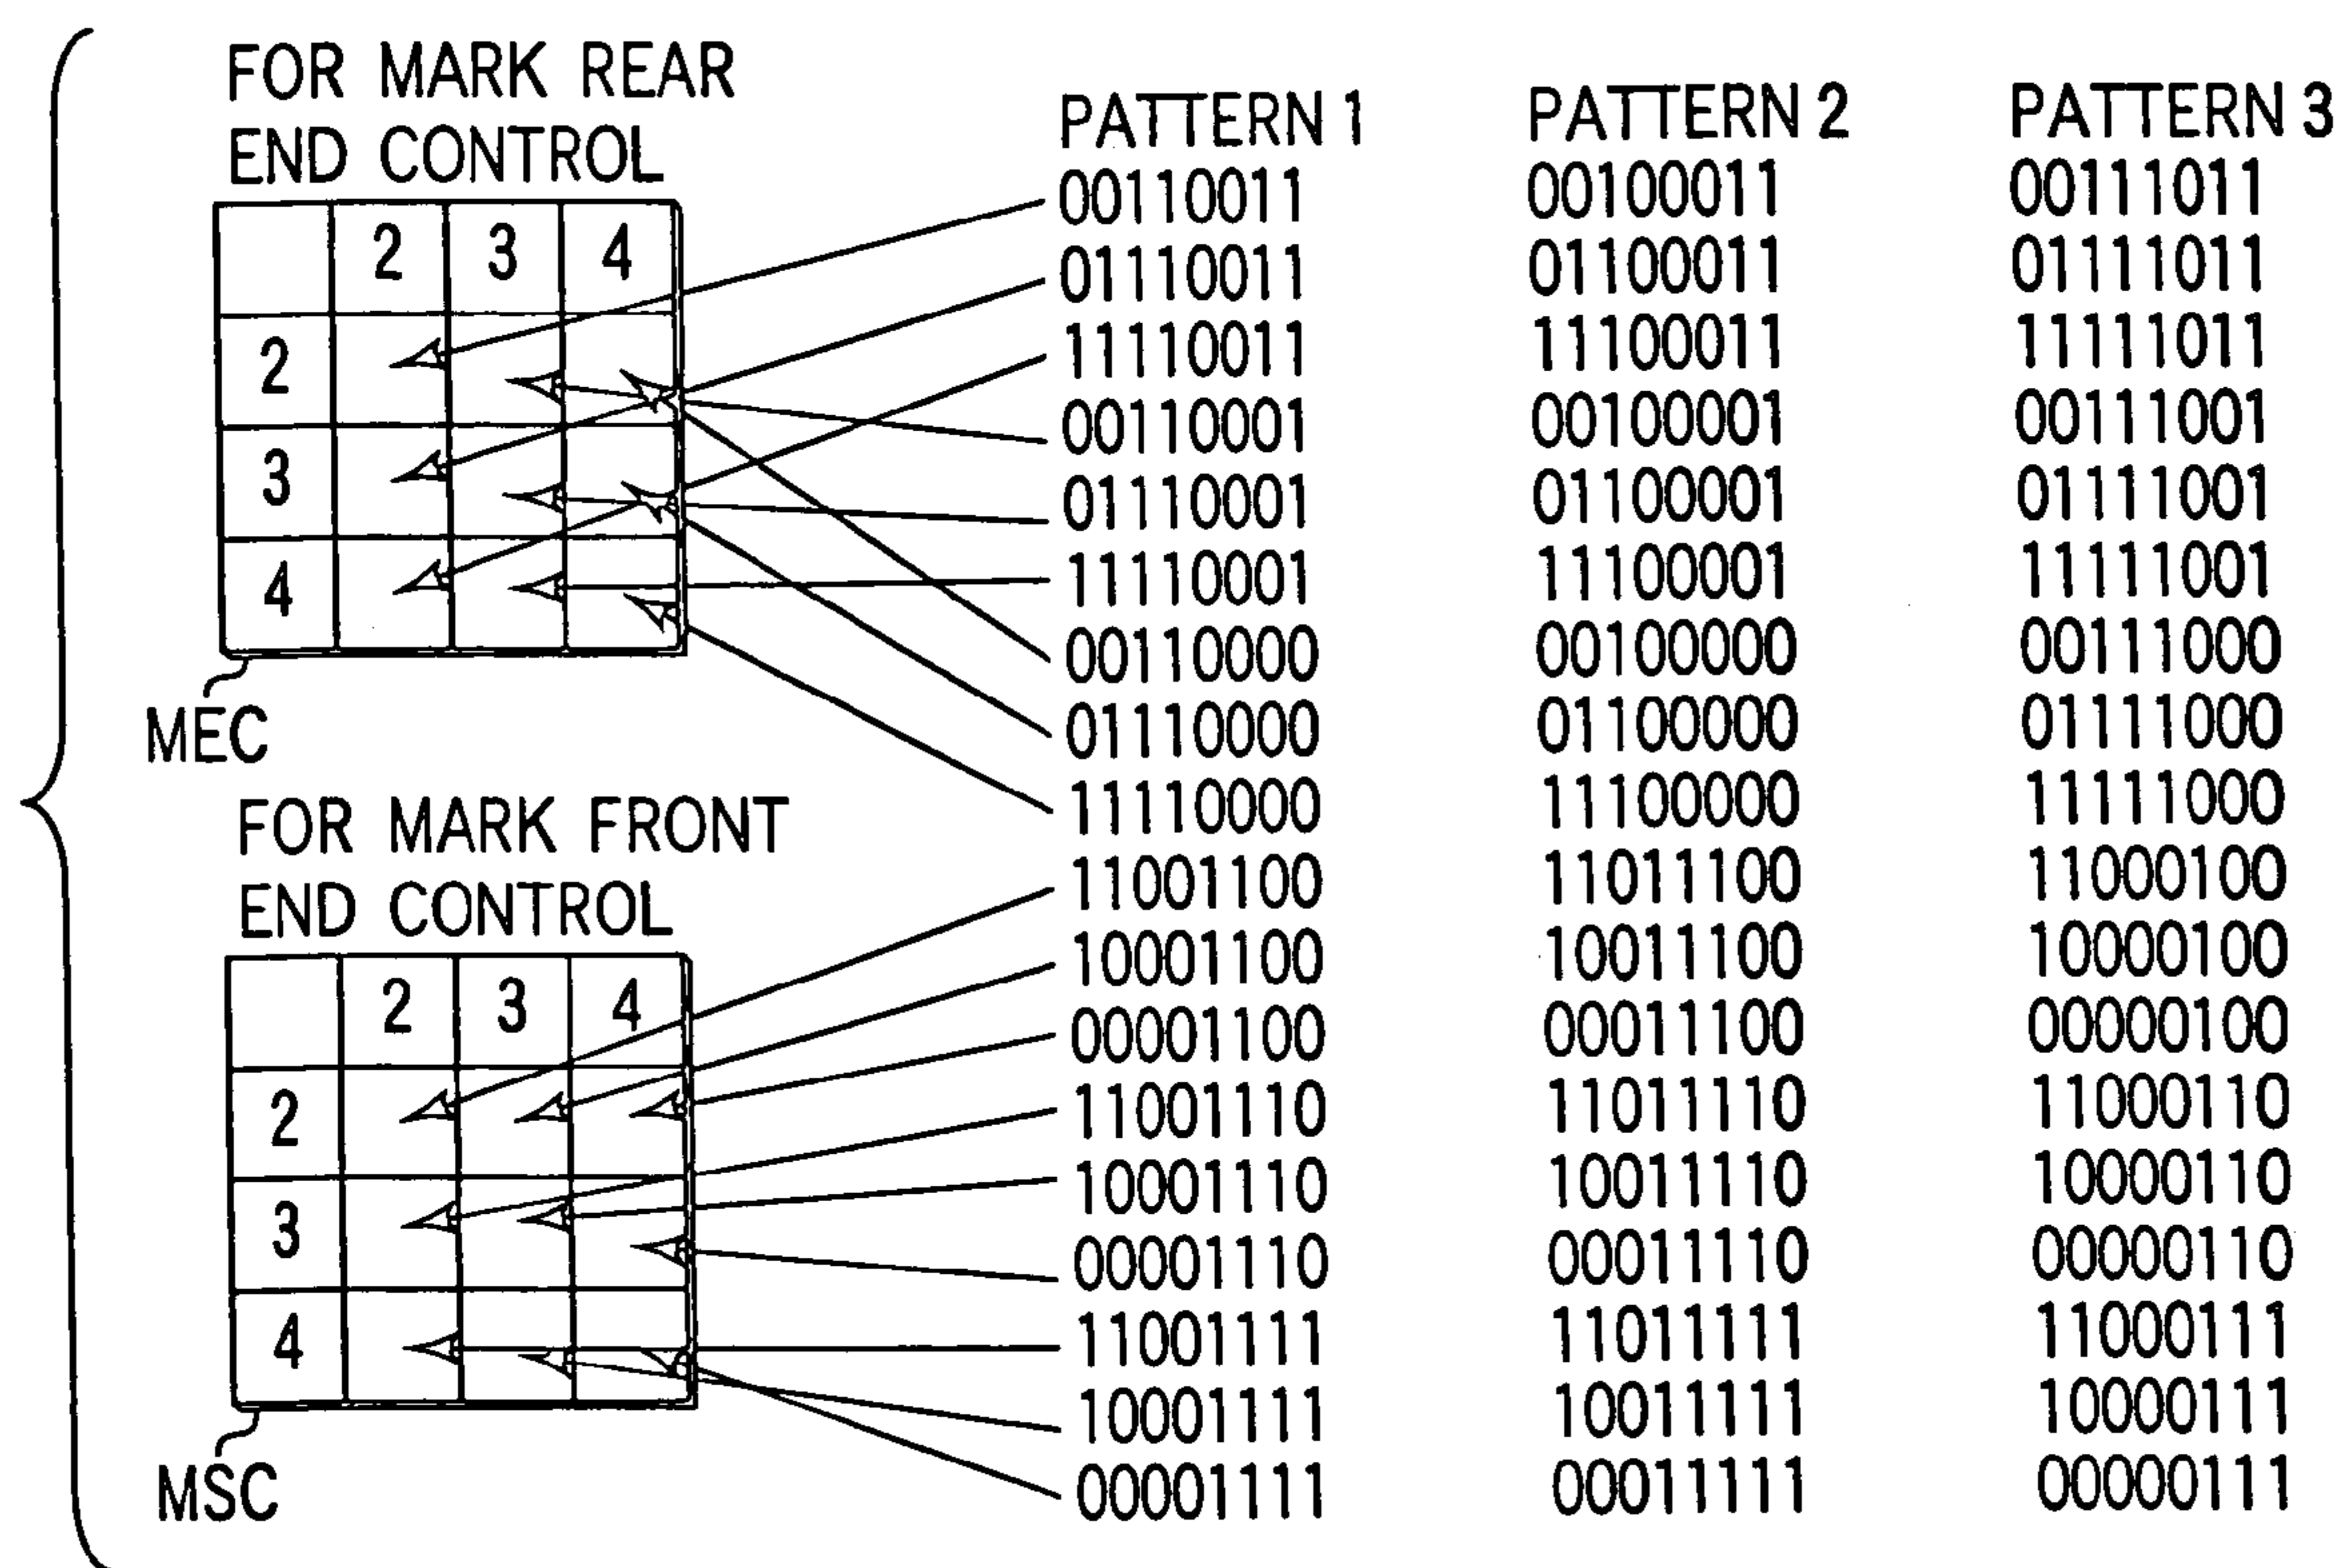 FOR MARK REAR
END CONTROL
2 3 4
2
3
4
MEC
FOR MARK FRONT
END CONTROL
2 3 4
2
3
4
MSC
PATTERN 1 PATTERN 2 PATTERN 3
00110011 00100011 00111011
01110011 01100011 01111011
11110011 11100011 11111011
00110001 00100001 00111001
01110001 01100001 01111001
11110001 11100001 11111001
00110000 00100000 00111000
01110000 01100000 01111000
11110000 11100000 11111000
11001100 11011100 11000100
10001100 10011100 10000100
00001100 00011100 00000100
11001110 11011110 11000110
10001110 10011110 10000110
00001110 00011110 00000110
11001111 11011111 11000111
10001111 10011111 10000111
00001111 00011111 00000111